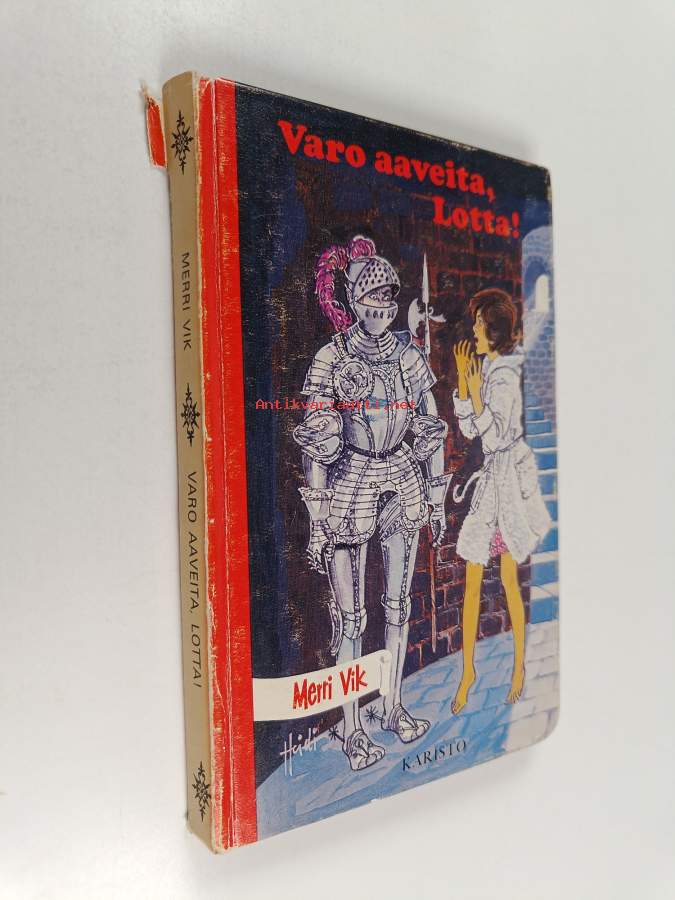 MERRI VIK
VARO AAVEITA, LOTTA!
Varo aaveita,
Lotta!
Antikvariaatti.net
Merri Vik
Heidi
KARISTO